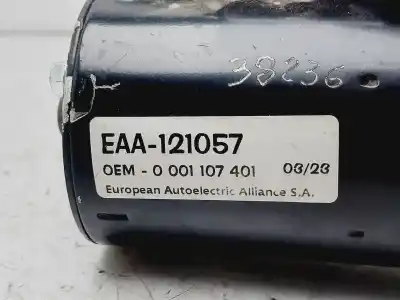 38236
EAA-121057
OEM - 0 001 107 401 03/23
European Autoelectric Alliance S.A.